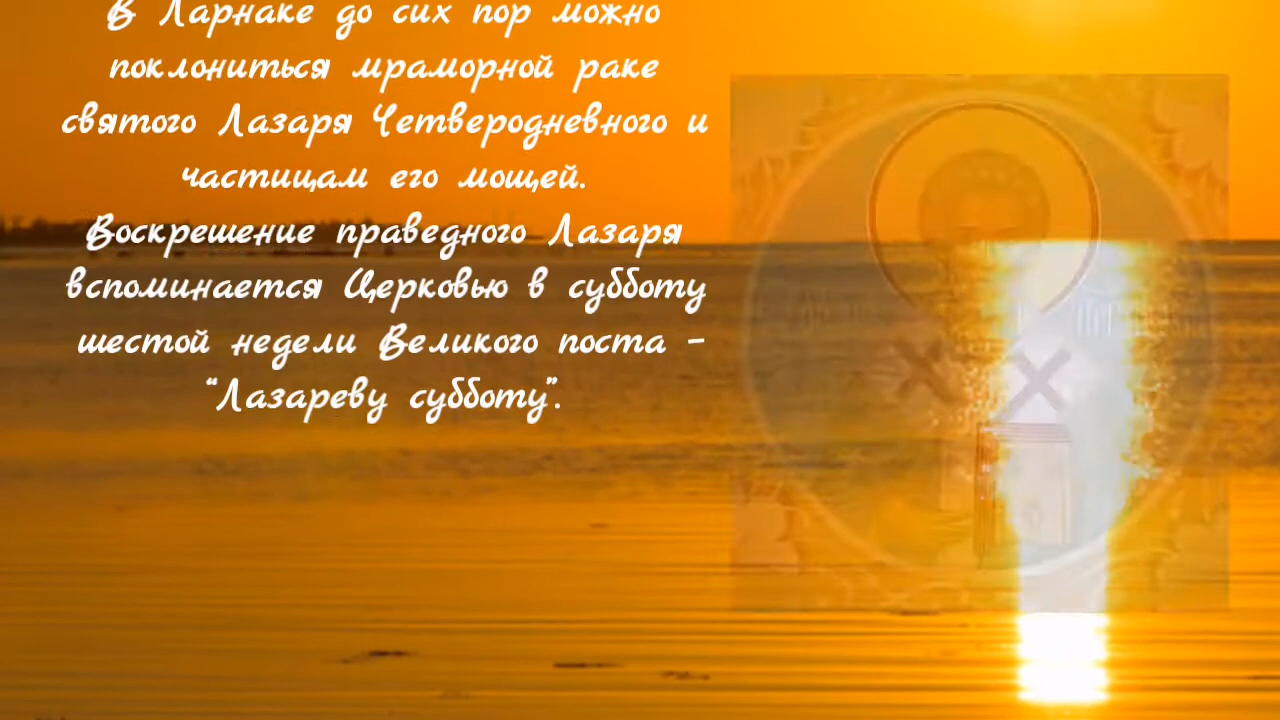 В Ларнаке до сих пор можно
поклониться мраморной раке
святого Лазаря Четверодневного и
частицам его мощей.
Воскрешение праведного Лазаря
вспоминается Церковью в субботу
шестой недели Великого поста –
“Лазареву субботу”.